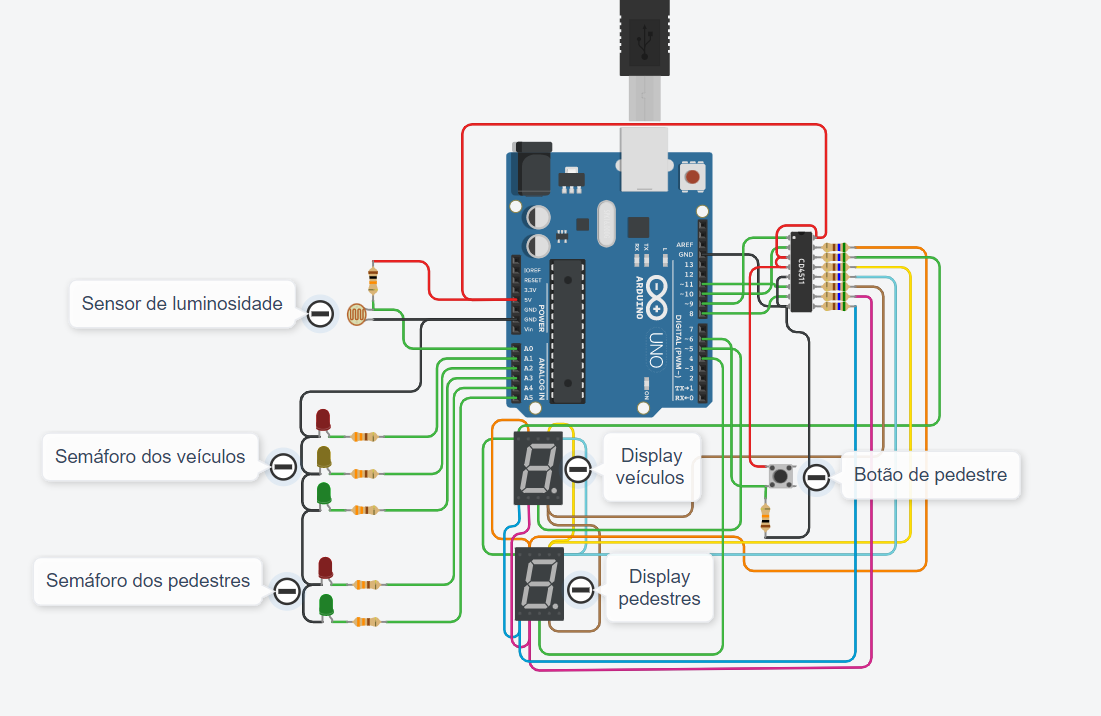 AREF
GND
13
12
~11
~10
~9
8
7
~6
~5
4
~3
2
TX→1
RX←0
DIGITAL (PWM~)
IOREF
RESET
3.3V
5V
GND
GND
Vin
POWER
A0
A1
A2
A3
A4
A5
ANALOG IN
RX
TX
L
ARDUINO
UNO
ON
CD4511
Sensor de luminosidade
Semáforo dos veículos
Semáforo dos pedestres
Display
veículos
Display
pedestres
Botão de pedestre